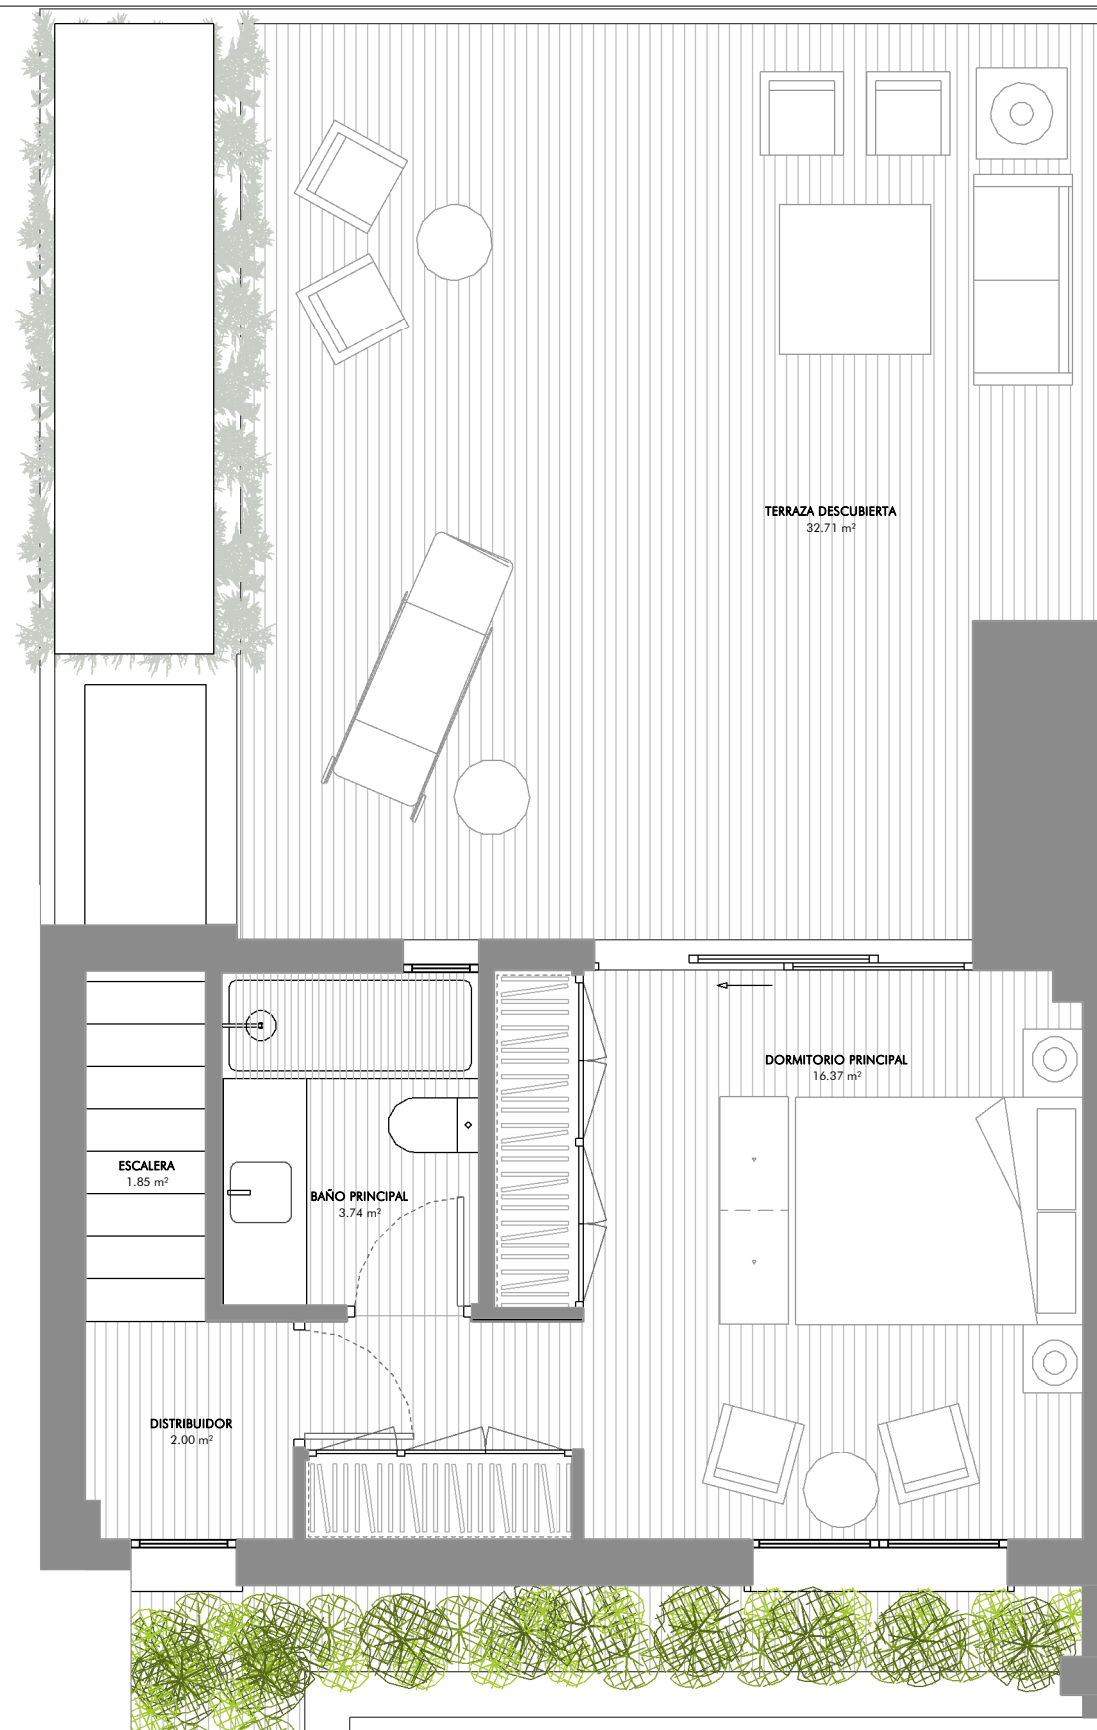 TERRAZA DESCUBIERTA
32.71 m²
DORMITORIO PRINCIPAL
16.37 m²
ESCALERA
1.85 m²
BAÑO PRINCIPAL
3.74 m²
DISTRIBUIDOR
2.00 m²